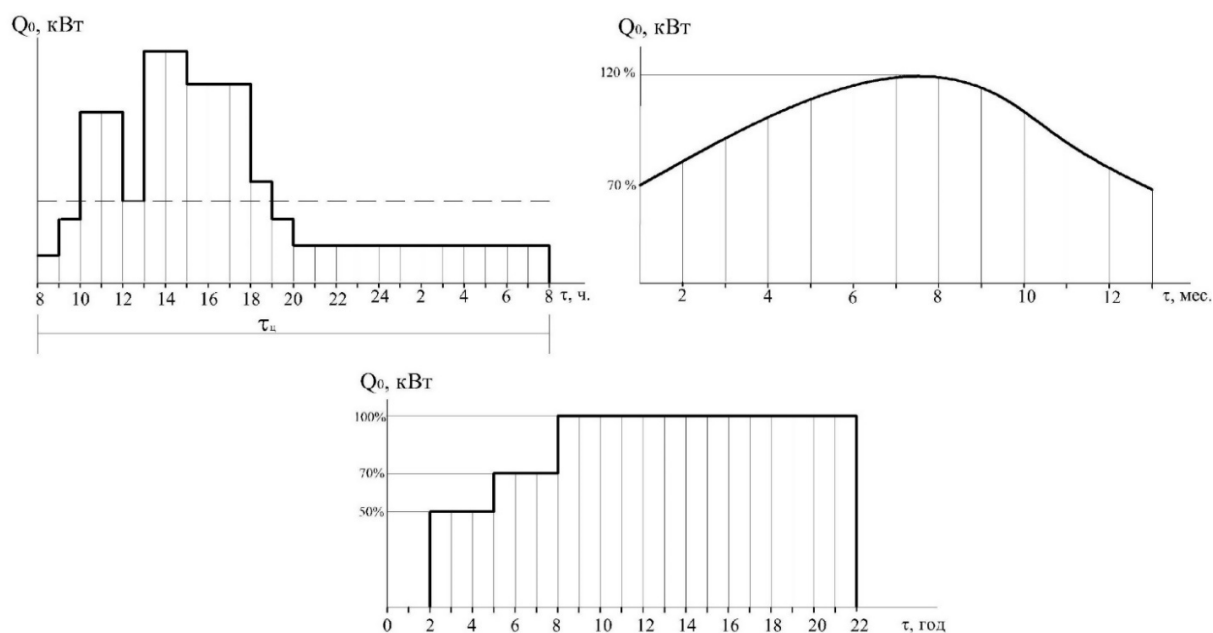 Q₀, кВт
8 10 12 14 16 18 20 22 24 2 4 6 8 τ, ч.
τц
Q₀, кВт
120 %
70 %
2 4 6 8 10 12 τ, мес.
Q₀, кВт
100%
70%
50%
0 2 4 6 8 10 12 14 16 18 20 22 τ, год